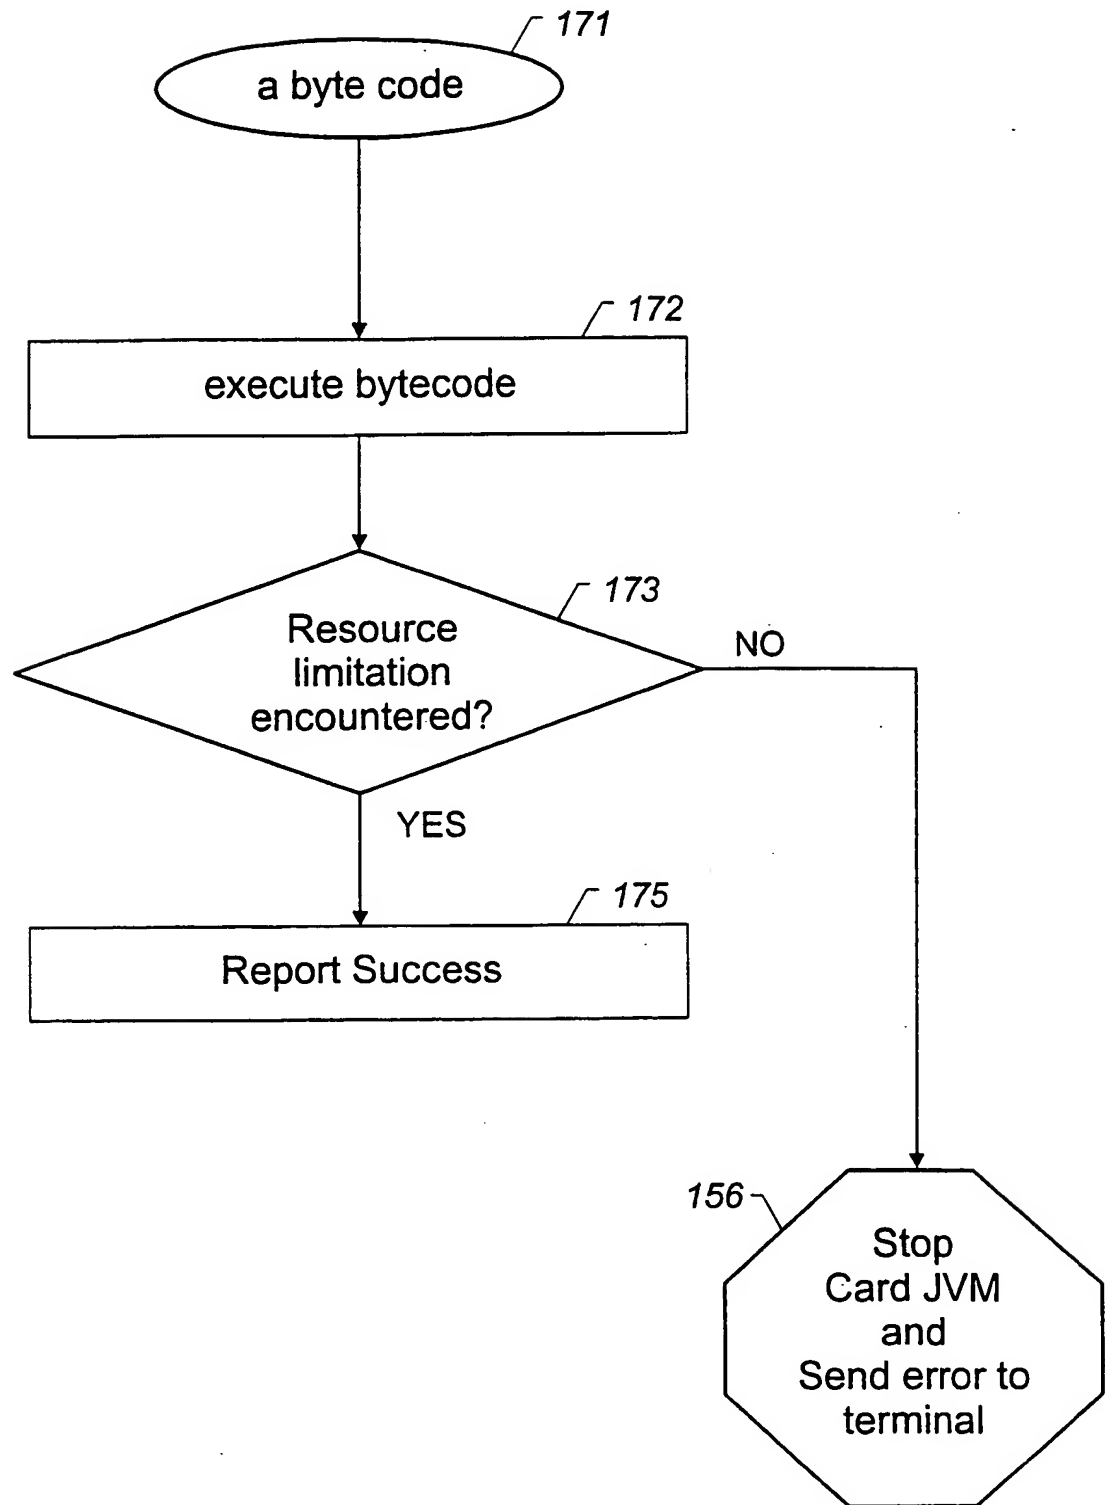 171
a byte code
172
execute bytecode
173
Resource
limitation
encountered?
NO
YES
175
Report Success
156
Stop
Card JVM
and
Send error to
terminal